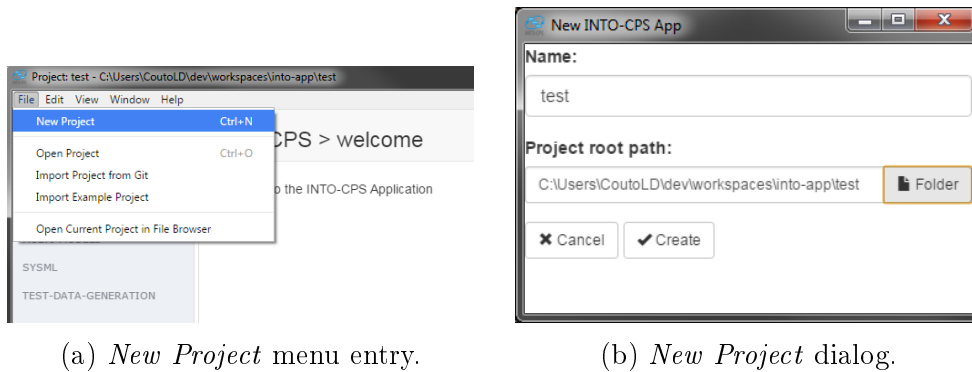 Project: test - C:\Users\CoutoLD\dev\workspaces\into-app\test
File Edit View Window Help
New Project Ctrl+N
Open Project Ctrl+O
Import Project from Git
Import Example Project
Open Current Project in File Browser
CPS > welcome
o the INTO-CPS Application
SYSML
TEST-DATA-GENERATION
(a) New Project menu entry.
New INTO-CPS App
Name:
test
Project root path:
C:\Users\CoutoLD\dev\workspaces\into-app\test Folder
Cancel Create
(b) New Project dialog.